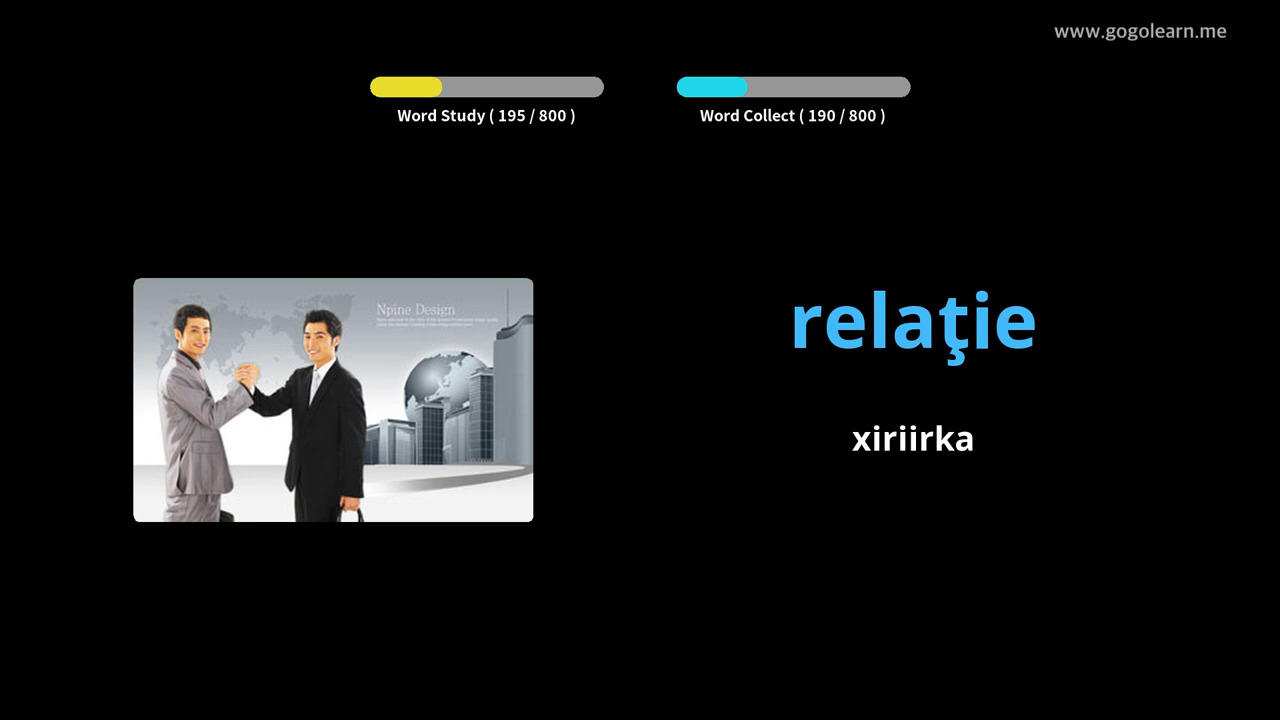 www.gogolearn.me
Word Study ( 195 / 800 )
Word Collect ( 190 / 800 )
Npine Design
relaţie
xiriirka